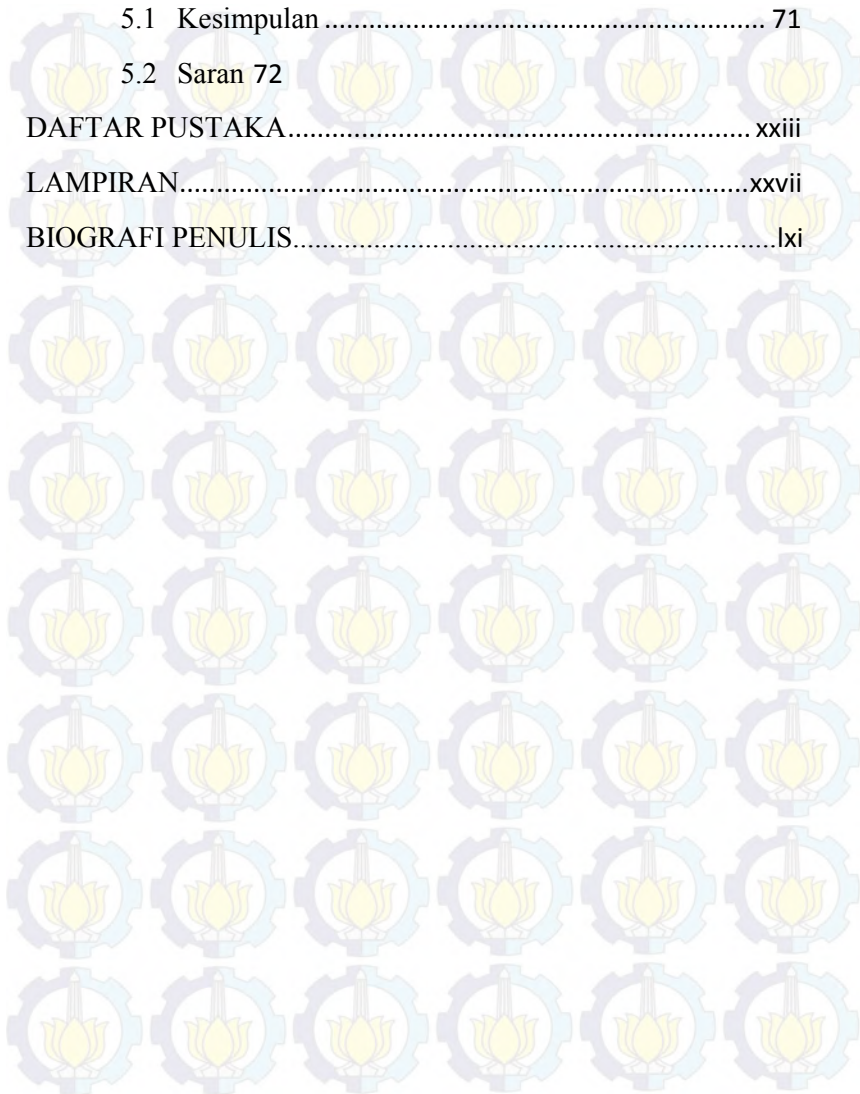 5.1 Kesimpulan ............................................................ 71
5.2 Saran 72
DAFTAR PUSTAKA............................................................... xxiii
LAMPIRAN.............................................................................xxvii
BIOGRAFI PENULIS.................................................................lxi